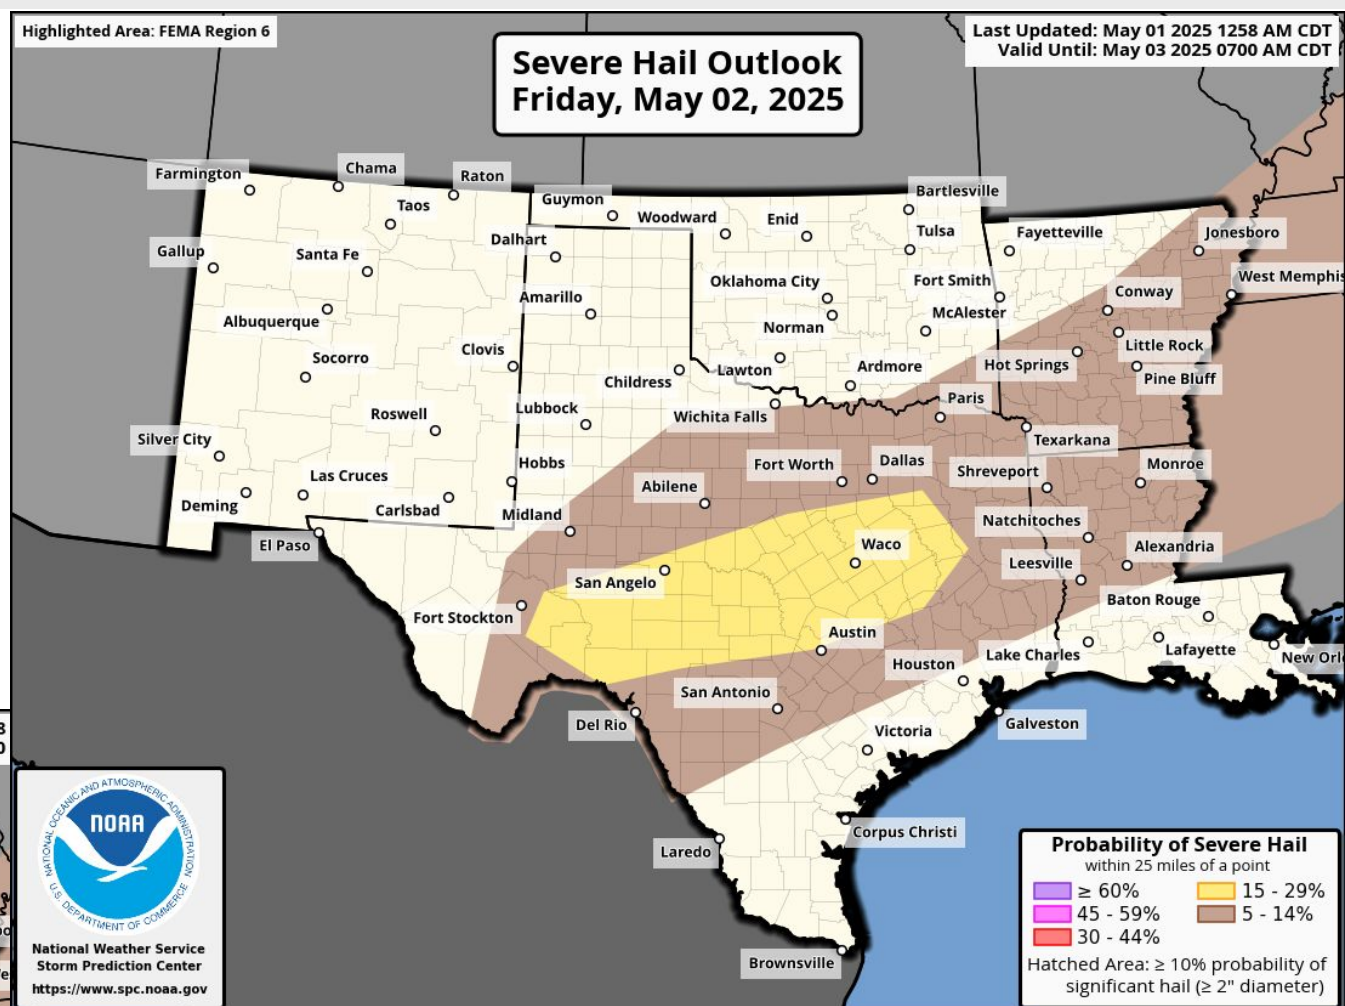 Highlighted Area: FEMA Region 6
Severe Hail Outlook
Friday, May 02, 2025
Last Updated: May 01 2025 1258 AM CDT
Valid Until: May 03 2025 0700 AM CDT
Farmington
Chama
Raton
Taos
Guymon
Woodward
Enid
Bartlesville
Gallup
Santa Fe
Dalhart
Tulsa
Fayetteville
Jonesboro
Albuquerque
Amarillo
Oklahoma City
Fort Smith
Conway
West Memphis
Norman
McAlester
Socorro
Clovis
Childress
Lawton
Ardmore
Hot Springs
Little Rock
Pine Bluff
Roswell
Lubbock
Wichita Falls
Paris
Texarkana
Silver City
Las Cruces
Hobbs
Fort Worth
Dallas
Shreveport
Monroe
Deming
Carlsbad
Midland
Abilene
Natchitoches
El Paso
San Angelo
Waco
Leesville
Alexandria
Fort Stockton
Austin
Baton Rouge
Houston
Lake Charles
Lafayette
New Orl
Del Rio
San Antonio
Victoria
Galveston
Laredo
Corpus Christi
Brownsville
8
0
NATIONAL OCEANIC AND ATMOSPHERIC ADMINISTRATION
NOAA
U.S. DEPARTMENT OF COMMERCE
National Weather Service
Storm Prediction Center
https://www.spc.noaa.gov
Probability of Severe Hail
within 25 miles of a point
≥ 60%
15 - 29%
45 - 59%
5 - 14%
30 - 44%
Hatched Area: ≥ 10% probability of
significant hail (≥ 2" diameter)